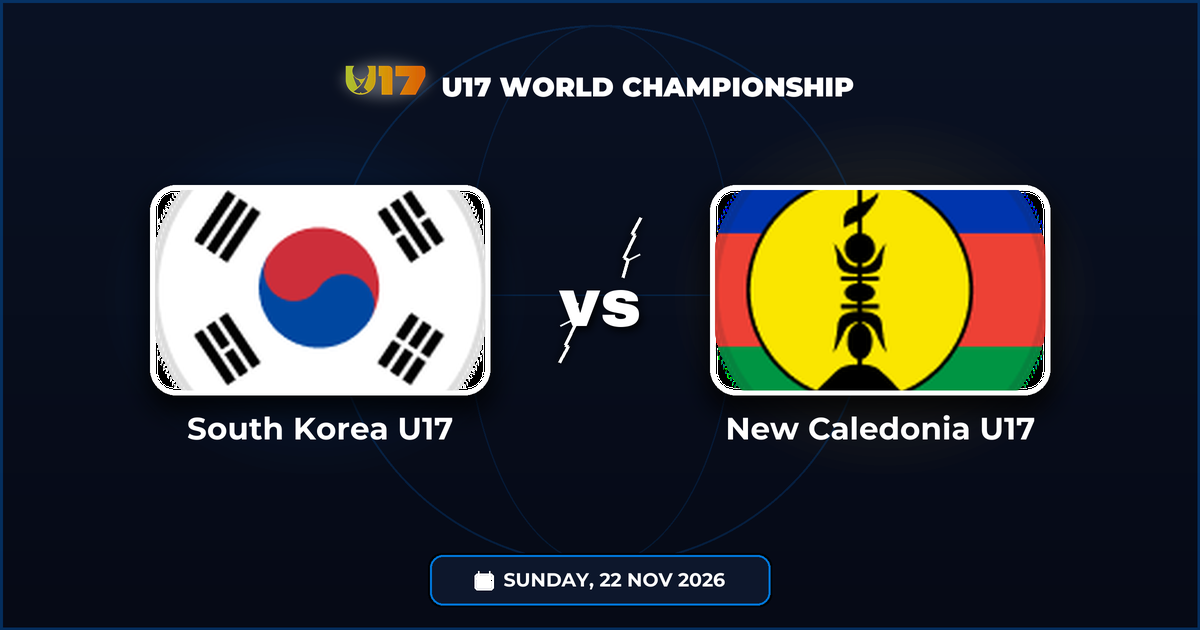 U17 U17 WORLD CHAMPIONSHIP
VS
South Korea U17
New Caledonia U17
SUNDAY, 22 NOV 2026